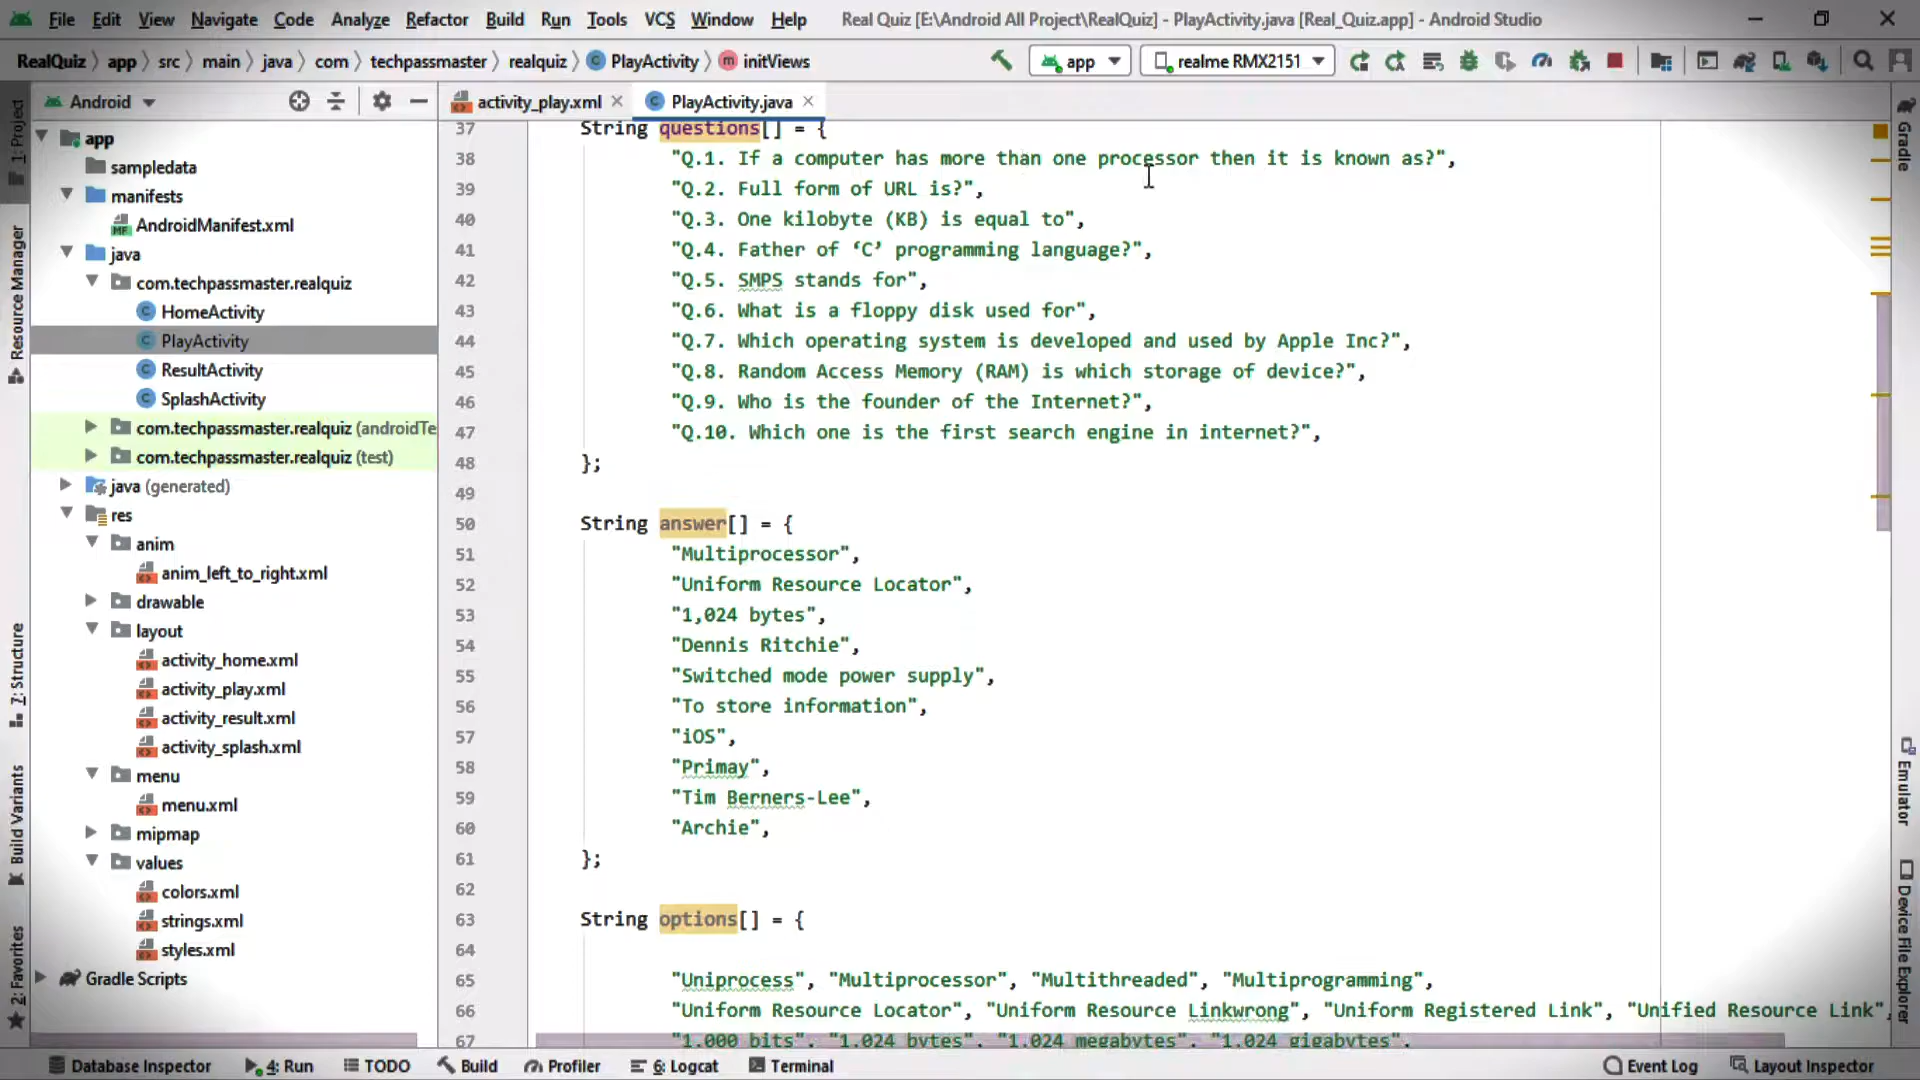 File Edit View Navigate Code Analyze Refactor Build Run Tools VCS Window Help Real Quiz [E:\Android All Project\RealQuiz] - PlayActivity.java [Real_Quiz.app] - Android Studio
RealQuiz app src main java com techpassmaster realquiz PlayActivity initViews app realme RMX2151
Android activity_play.xml PlayActivity.java
1: Project
Resource Manager
7: Structure
Build Variants
2: Favorites
app
sampledata
manifests
AndroidManifest.xml
java
com.techpassmaster.realquiz
HomeActivity
PlayActivity
ResultActivity
SplashActivity
com.techpassmaster.realquiz (androidTe
com.techpassmaster.realquiz (test)
java (generated)
res
anim
anim_left_to_right.xml
drawable
layout
activity_home.xml
activity_play.xml
activity_result.xml
activity_splash.xml
menu
menu.xml
mipmap
values
colors.xml
strings.xml
styles.xml
Gradle Scripts
37 String questions[] = {
38 "Q.1. If a computer has more than one processor then it is known as?",
39 "Q.2. Full form of URL is?",
40 "Q.3. One kilobyte (KB) is equal to",
41 "Q.4. Father of ‘C’ programming language?",
42 "Q.5. SMPS stands for",
43 "Q.6. What is a floppy disk used for",
44 "Q.7. Which operating system is developed and used by Apple Inc?",
45 "Q.8. Random Access Memory (RAM) is which storage of device?",
46 "Q.9. Who is the founder of the Internet?",
47 "Q.10. Which one is the first search engine in internet?",
48 };
49
50 String answer[] = {
51 "Multiprocessor",
52 "Uniform Resource Locator",
53 "1,024 bytes",
54 "Dennis Ritchie",
55 "Switched mode power supply",
56 "To store information",
57 "iOS",
58 "Primay",
59 "Tim Berners-Lee",
60 "Archie",
61 };
62
63 String options[] = {
64
65 "Uniprocess", "Multiprocessor", "Multithreaded", "Multiprogramming",
66 "Uniform Resource Locator", "Uniform Resource Linkwrong", "Uniform Registered Link", "Unified Resource Link",
67 "1,000 bits", "1,024 bytes", "1,024 megabytes", "1,024 gigabytes",
Gradle
Emulator
Device File Explorer
Database Inspector 4: Run TODO Build Profiler 6: Logcat Terminal Event Log Layout Inspector